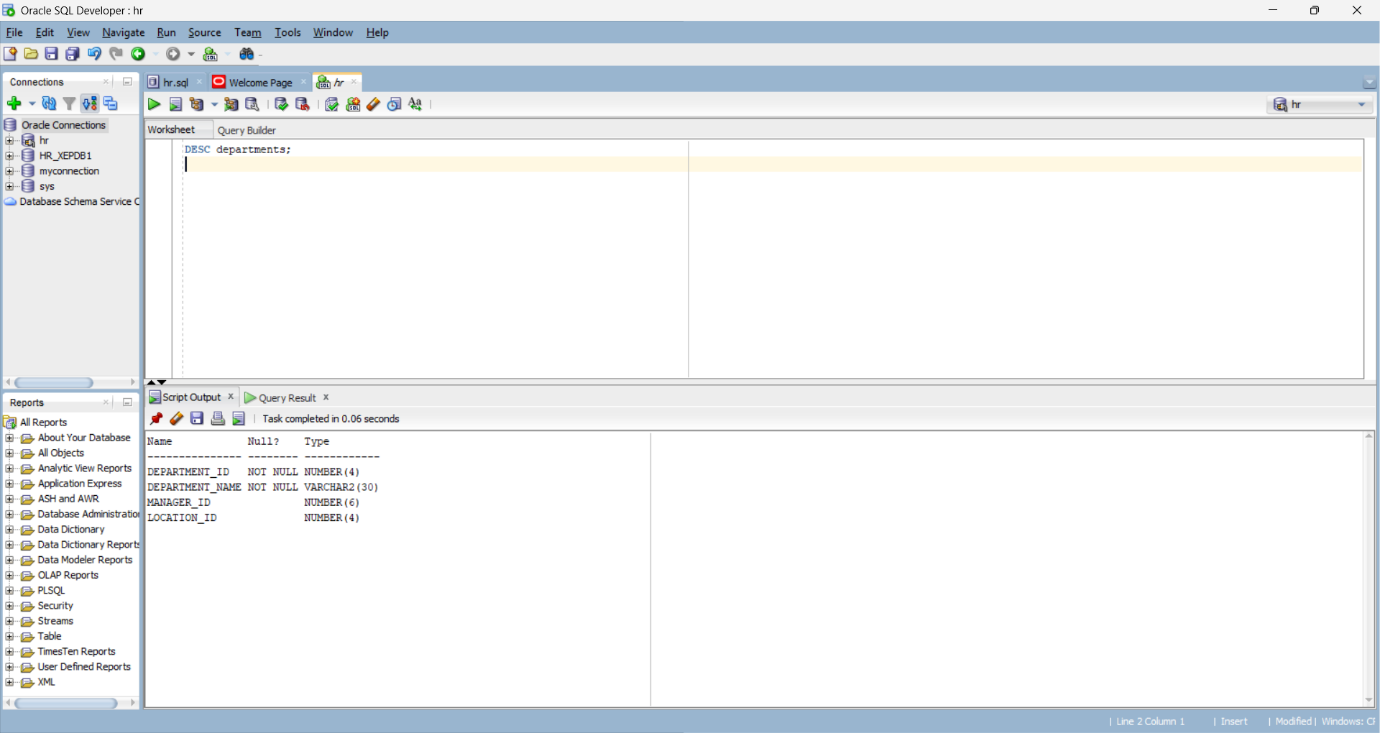 Oracle SQL Developer : hr
File Edit View Navigate Run Source Team Tools Window Help
Connections
hr.sql
Welcome Page
hr
hr
Oracle Connections
hr
HR_XEPDB1
myconnection
sys
Database Schema Service C
Worksheet Query Builder
DESC departments;
Reports
All Reports
About Your Database
All Objects
Analytic View Reports
Application Express
ASH and AWR
Database Administration
Data Dictionary
Data Dictionary Reports
Data Modeler Reports
OLAP Reports
PLSQL
Security
Streams
Table
TimesTen Reports
User Defined Reports
XML
Script Output x Query Result x
Task completed in 0.06 seconds
Name Null? Type
--------------- -------- ------------
DEPARTMENT_ID NOT NULL NUMBER(4)
DEPARTMENT_NAME NOT NULL VARCHAR2(30)
MANAGER_ID NUMBER(6)
LOCATION_ID NUMBER(4)
| Line 2 Column 1 | Insert | Modified | Windows: CF